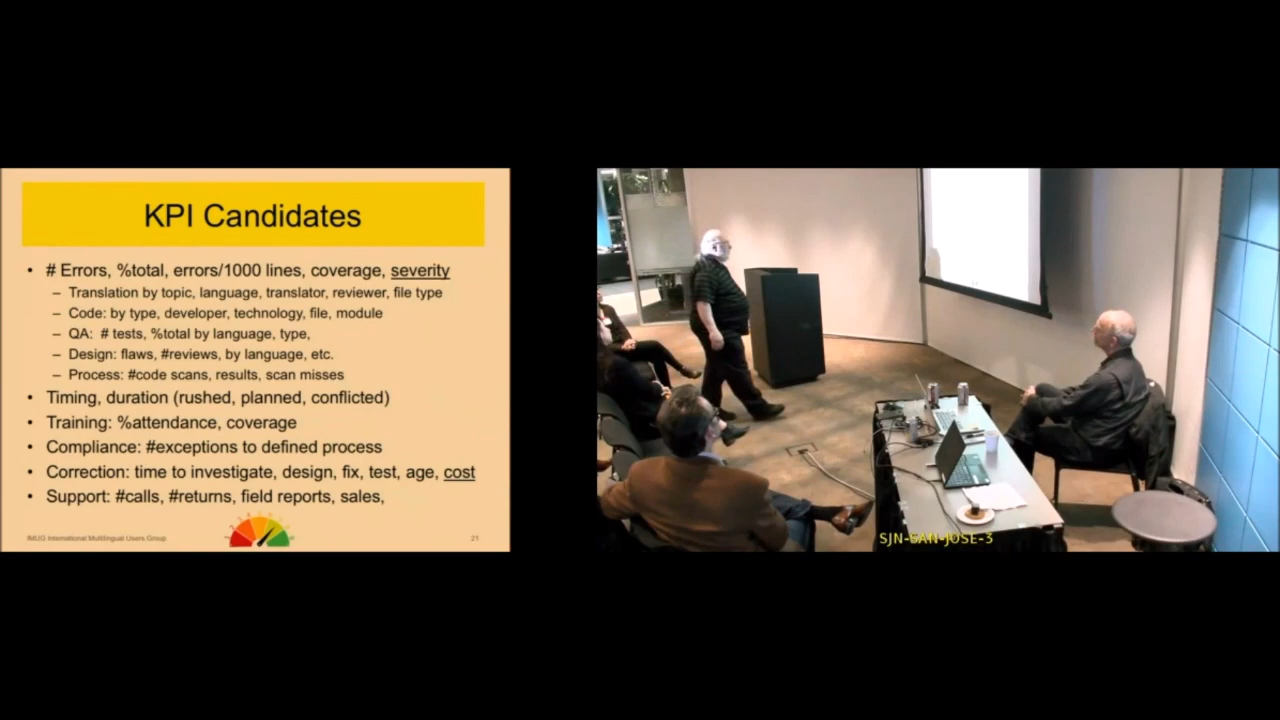 KPI Candidates
• # Errors, %total, errors/1000 lines, coverage, severity
– Translation by topic, language, translator, reviewer, file type
– Code: by type, developer, technology, file, module
– QA: # tests, %total by language, type,
– Design: flaws, #reviews, by language, etc.
– Process: #code scans, results, scan misses
• Timing, duration (rushed, planned, conflicted)
• Training: %attendance, coverage
• Compliance: #exceptions to defined process
• Correction: time to investigate, design, fix, test, age, cost
• Support: #calls, #returns, field reports, sales,
IMUG International Multilingual Users Group
21
SJN-SAN-JOSE-3